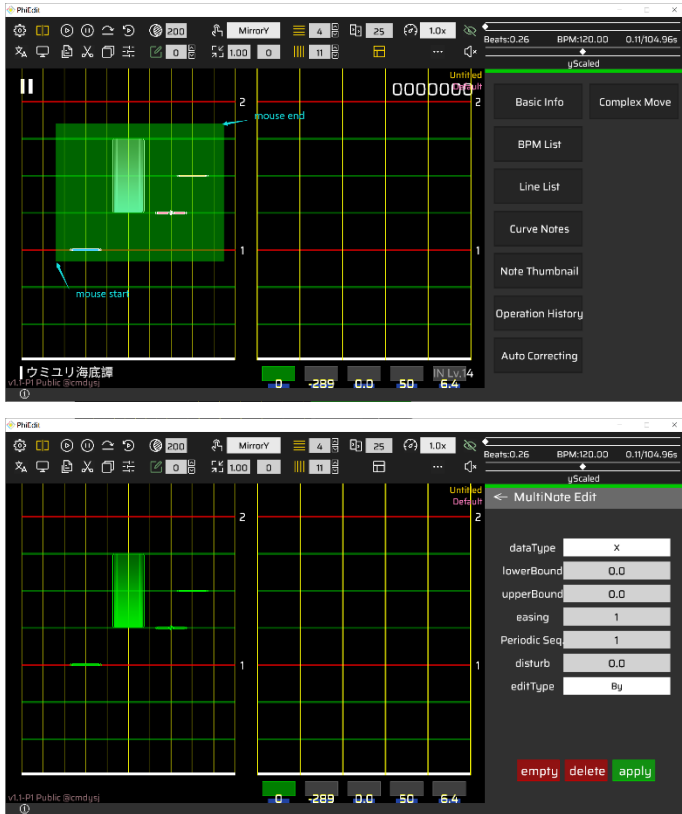 PhiEdit
200 MirrorY 4 25 1.0x
0 1.00 0 11 ...
Beats:0.26 BPM:120.00 0.11/104.96s
yScaled
Untitled
Default
0000000
2 2
mouse end
1 1
mouse start
Basic Info Complex Move
BPM List
Line List
Curve Notes
Note Thumbnail
Operation History
Auto Correcting
ウミユリ海底譚
IN Lv.14
v1.1-P1 Public @cmdysj
0 -289 0.0 50 6.4
PhiEdit
200 MirrorY 4 25 1.0x
0 1.00 0 11 ...
Beats:0.26 BPM:120.00 0.11/104.96s
yScaled
Untitled
Default
2 2
1 1
MultiNote Edit
dataType X
lowerBound 0.0
upperBound 0.0
easing 1
Periodic Seq. 1
disturb 0.0
editType By
empty delete apply
v1.1-P1 Public @cmdysj
0 -289 0.0 50 6.4